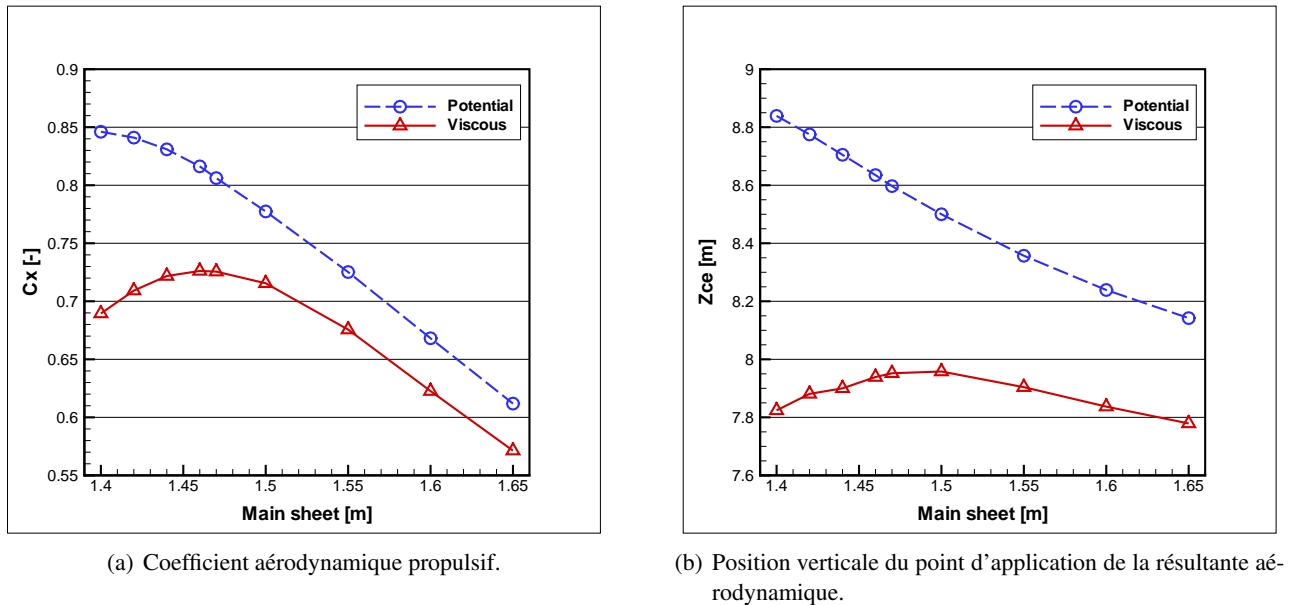 0.9
0.85
0.8
0.75
0.7
0.65
0.6
0.55
Cx [-]
1.4 1.45 1.5 1.55 1.6 1.65
Main sheet [m]
Potential
Viscous
(a) Coefficient aérodynamique propulsif.
9
8.8
8.6
8.4
8.2
8
7.8
7.6
Zce [m]
1.4 1.45 1.5 1.55 1.6 1.65
Main sheet [m]
Potential
Viscous
(b) Position verticale du point d'application de la résultante aé-
rodynamique.